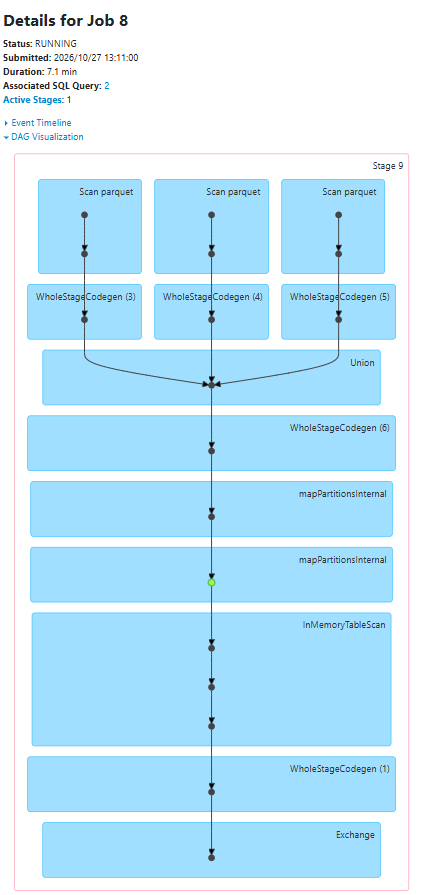 Details for Job 8
Status: RUNNING
Submitted: 2026/10/27 13:11:00
Duration: 7.1 min
Associated SQL Query: 2
Active Stages: 1
Event Timeline
DAG Visualization
Stage 9
Scan parquet
Scan parquet
Scan parquet
WholeStageCodegen (3)
WholeStageCodegen (4)
WholeStageCodegen (5)
Union
WholeStageCodegen (6)
mapPartitionsInternal
mapPartitionsInternal
InMemoryTableScan
WholeStageCodegen (1)
Exchange